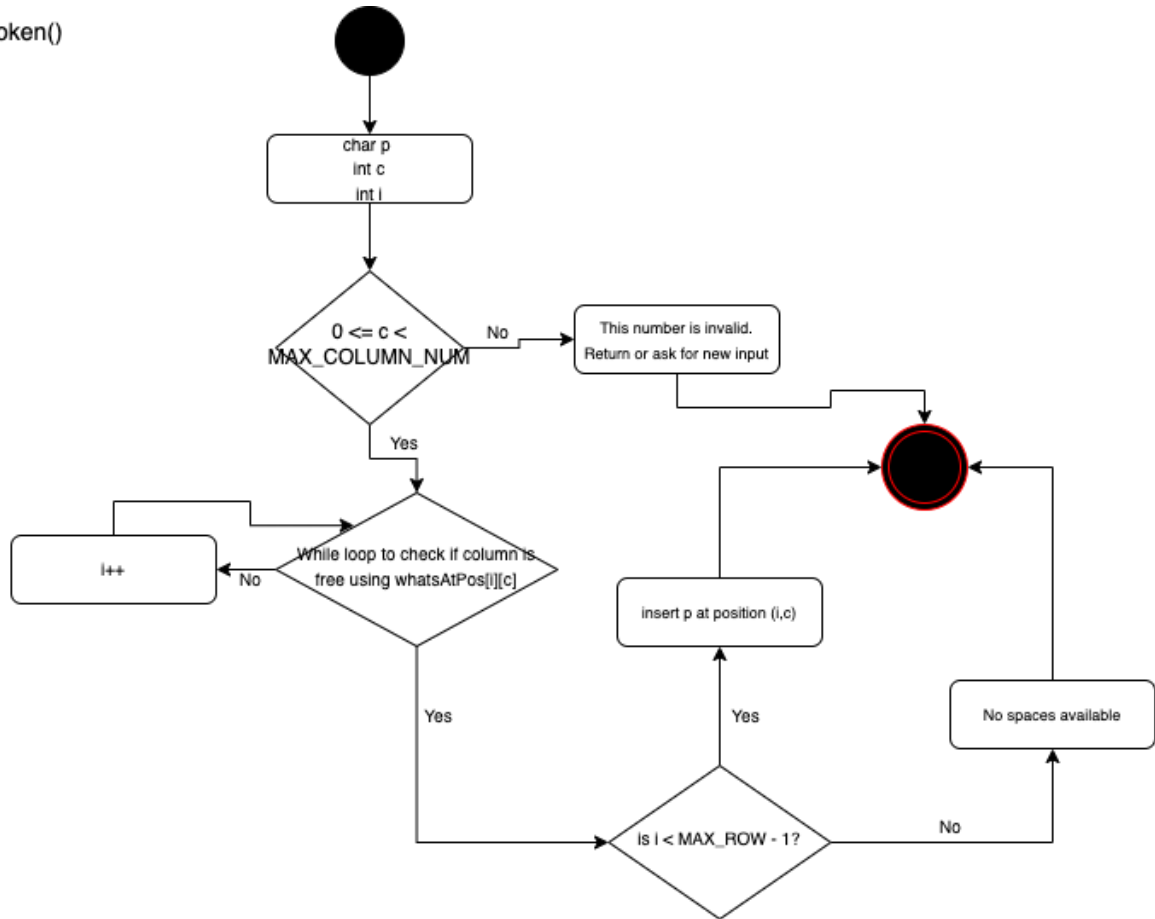 oken()
char p
int c
int i
0 <= c <
MAX_COLUMN_NUM
No
This number is invalid.
Return or ask for new input
Yes
While loop to check if column is
free using whatsAtPos[i][c]
No
i++
insert p at position (i,c)
Yes
Yes
No spaces available
is i < MAX_ROW - 1?
No